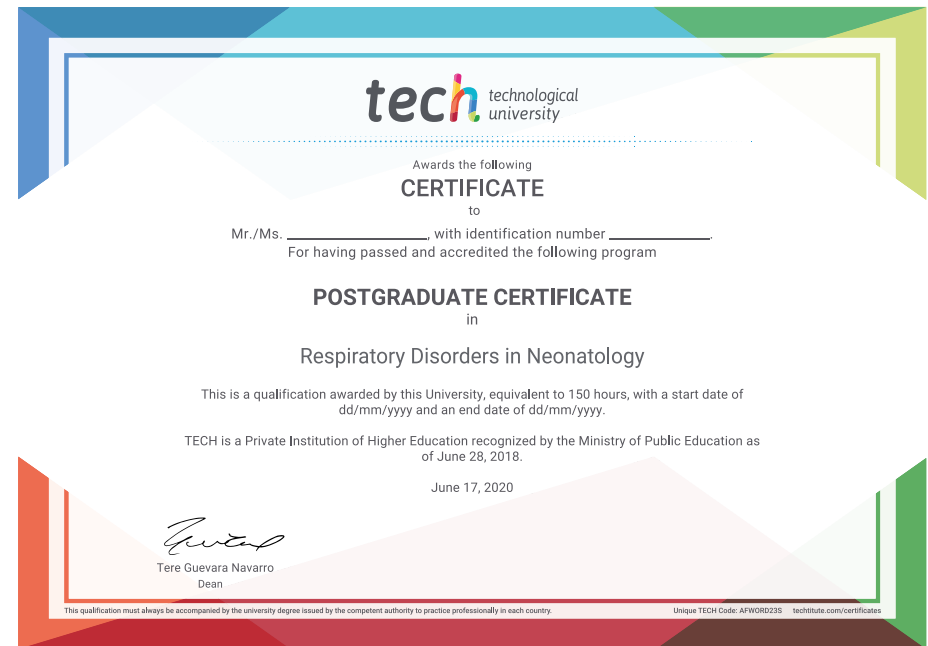 tech technological
university
Awards the following
CERTIFICATE
to
Mr./Ms. __________________, with identification number _____________.
For having passed and accredited the following program
POSTGRADUATE CERTIFICATE
in
Respiratory Disorders in Neonatology
This is a qualification awarded by this University, equivalent to 150 hours, with a start date of
dd/mm/yyyy and an end date of dd/mm/yyyy.
TECH is a Private Institution of Higher Education recognized by the Ministry of Public Education as
of June 28, 2018.
June 17, 2020
Tere Guevara Navarro
Dean
This qualification must always be accompanied by the university degree issued by the competent authority to practice professionally in each country.
Unique TECH Code: AFWORD23S techtitute.com/certificates